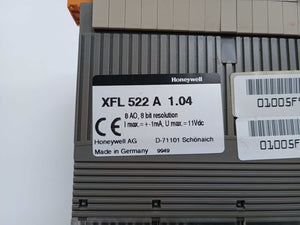 Honeywell
XFL 522 A 1.04
CE
8 AO, 8 bit resolution
I max.= +-1mA, U max.= 11Vdc
Honeywell AG D-71101 Schönaich
Made in Germany 9949
01005F
01005F